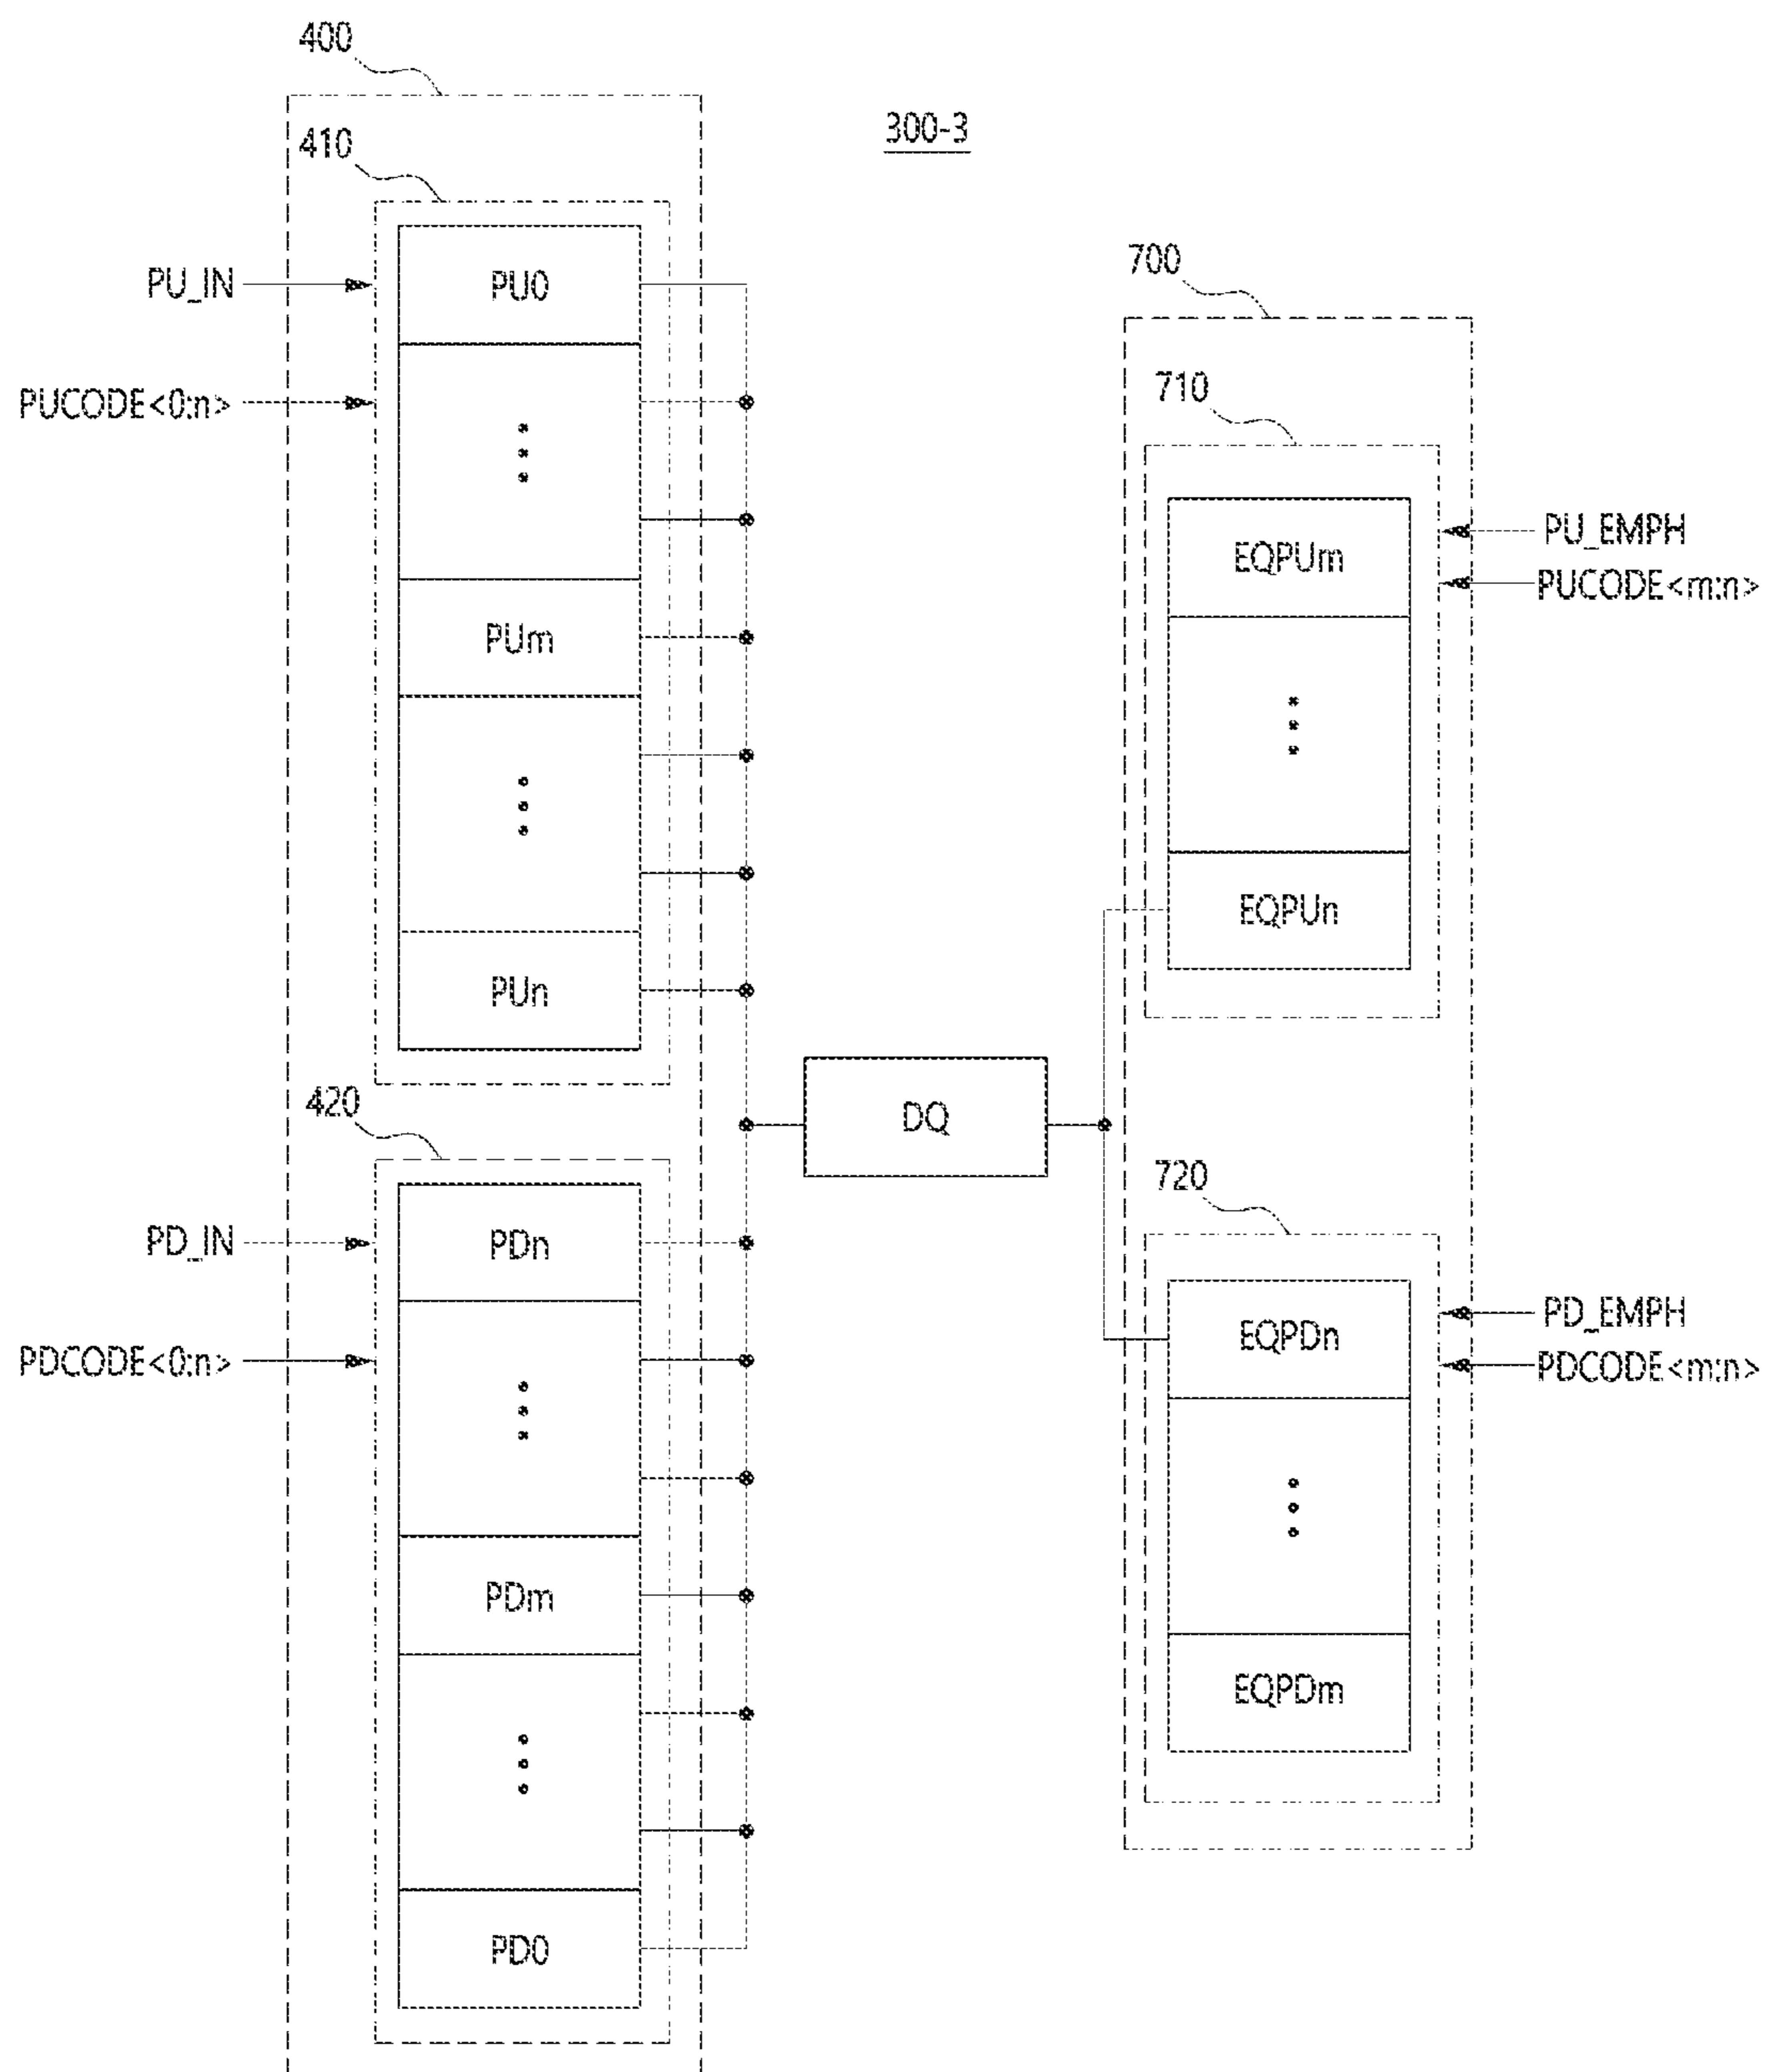 400
300-3
410
PU_IN
PU0
PUCODE<0:n>
PUm
PUn
700
710
EQPUm
PU_EMPH
PUCODE<m:n>
EQPUn
DQ
420
PD_IN
PDn
PDCODE<0:n>
PDm
PD0
720
EQPDn
PD_EMPH
PDCODE<m:n>
EQPDm